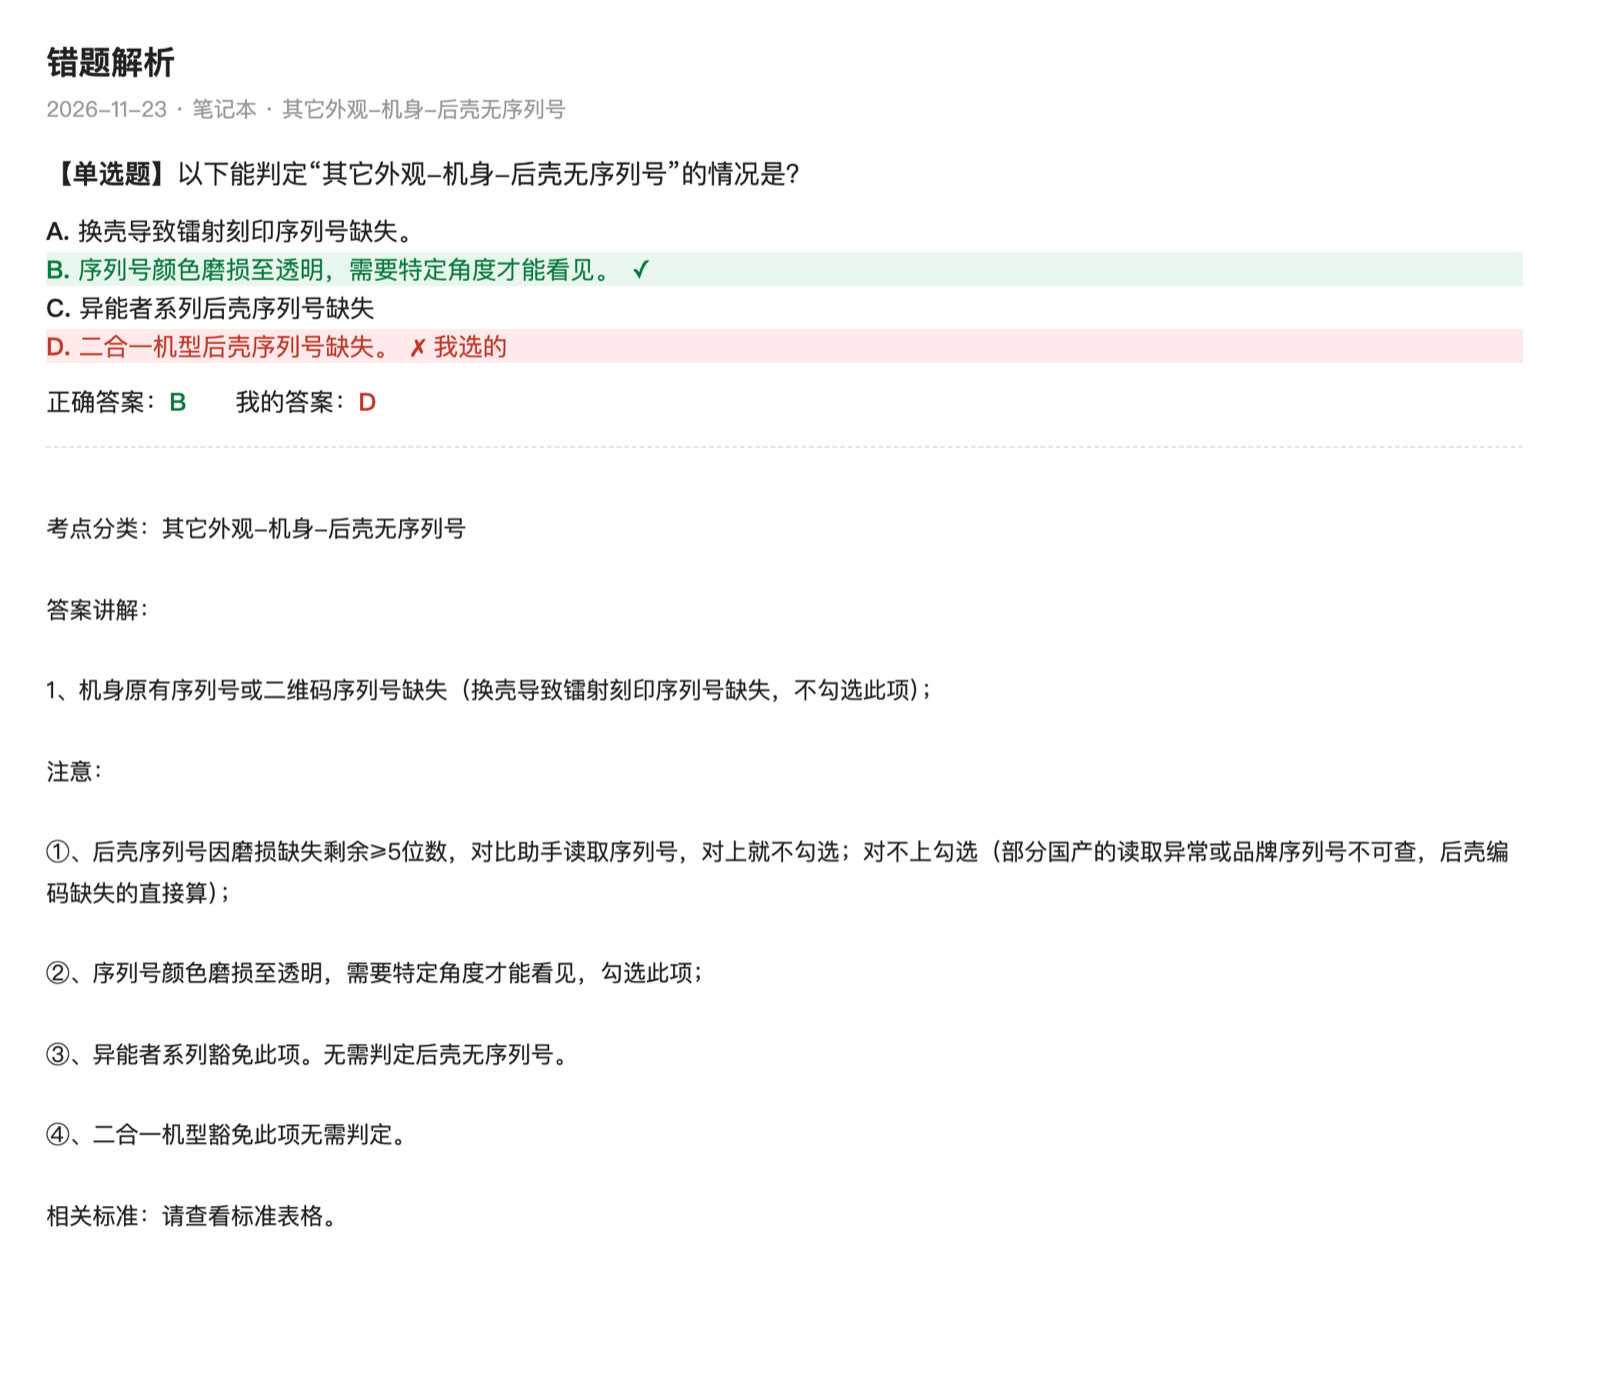 错题解析
2026-11-23 · 笔记本 · 其它外观-机身-后壳无序列号
【单选题】以下能判定“其它外观-机身-后壳无序列号”的情况是?
A. 换壳导致镭射刻印序列号缺失。
B. 序列号颜色磨损至透明，需要特定角度才能看见。 ✓
C. 异能者系列后壳序列号缺失
D. 二合一机型后壳序列号缺失。 ✗ 我选的
正确答案：B 我的答案：D
考点分类：其它外观-机身-后壳无序列号
答案讲解：
1、机身原有序列号或二维码序列号缺失（换壳导致镭射刻印序列号缺失，不勾选此项）；
注意：
①、后壳序列号因磨损缺失剩余≥5位数，对比助手读取序列号，对上就不勾选；对不上勾选（部分国产的读取异常或品牌序列号不可查，后壳编
码缺失的直接算）；
②、序列号颜色磨损至透明，需要特定角度才能看见，勾选此项；
③、异能者系列豁免此项。无需判定后壳无序列号。
④、二合一机型豁免此项无需判定。
相关标准：请查看标准表格。